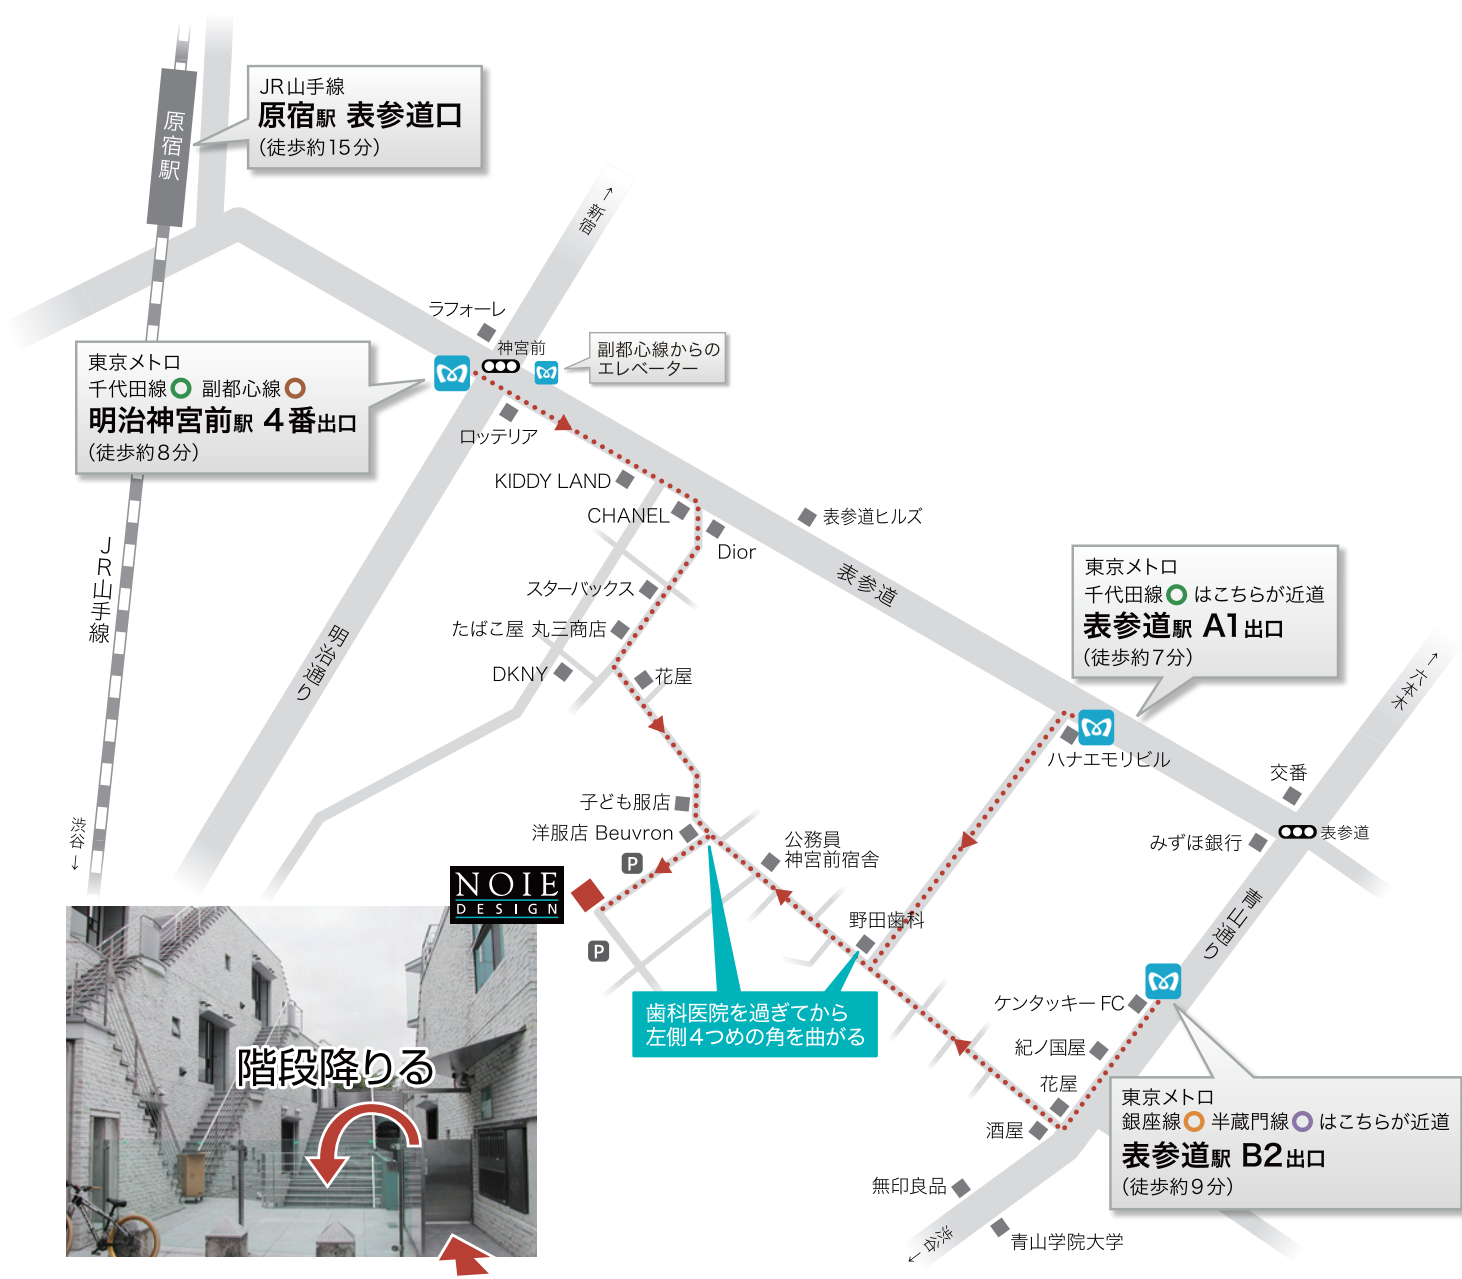 JR山手線
原宿駅 表参道口
(徒歩約15分)
原宿駅
↑新宿
ラフォーレ
神宮前
副都心線からの
エレベーター
東京メトロ
千代田線 副都心線
明治神宮前駅 4番出口
(徒歩約8分)
ロッテリア
KIDDY LAND
CHANEL
Dior
表参道ヒルズ
表参道
JR山手線
明治通り
スターバックス
たばこ屋 丸三商店
DKNY
花屋
東京メトロ
千代田線 はこちらが近道
表参道駅 A1出口
(徒歩約7分)
↑六本木
ハナエモリビル
交番
表参道
みずほ銀行
渋谷↓
子ども服店
洋服店 Beuvron
P
公務員
神宮前宿舎
NOIE
DESIGN
P
野田歯科
青山通り
歯科医院を過ぎてから
左側4つめの角を曲がる
ケンタッキー FC
紀ノ国屋
花屋
酒屋
階段降りる
東京メトロ
銀座線 半蔵門線 はこちらが近道
表参道駅 B2出口
(徒歩約9分)
無印良品
渋谷↓
青山学院大学